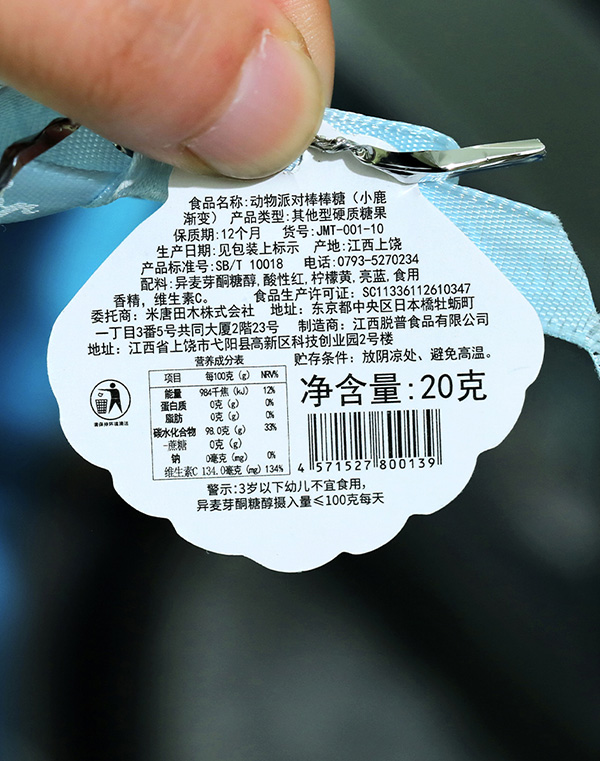 食品名称:动物派对棒棒糖（小鹿
渐变） 产品类型:其他型硬质糖果
保质期:12个月 货号:JMT-001-10
生产日期:见包装上标示 产地:江西上饶
产品标准号:SB/T 10018 电话:0793-5270234
配料:异麦芽酮糖醇,酸性红,柠檬黄,亮蓝,食用
香精，维生素C。 食品生产许可证：SC11336112610347
委托商：米唐田木株式会社 地址：东京都中央区日本橋牡蛎町
一丁目3番5号共同大厦2階23号 制造商：江西脱普食品有限公司
地址：江西省上饶市弋阳县高新区科技创业园2号楼
营养成分表
贮存条件：放阴凉处、避免高温。
项目 每100克（g） NRV%
能量 984千焦（kJ） 12%
蛋白质 0克（g） 0%
脂肪 0克（g） 0%
碳水化合物 98.0克（g） 33%
-蔗糖 0克（g）
钠 0毫克（mg） 0%
维生素C 134.0毫克（mg） 134%
净含量:20克
4 571527 800139
警示:3岁以下幼儿不宜食用，
异麦芽酮糖醇摄入量≤100克每天